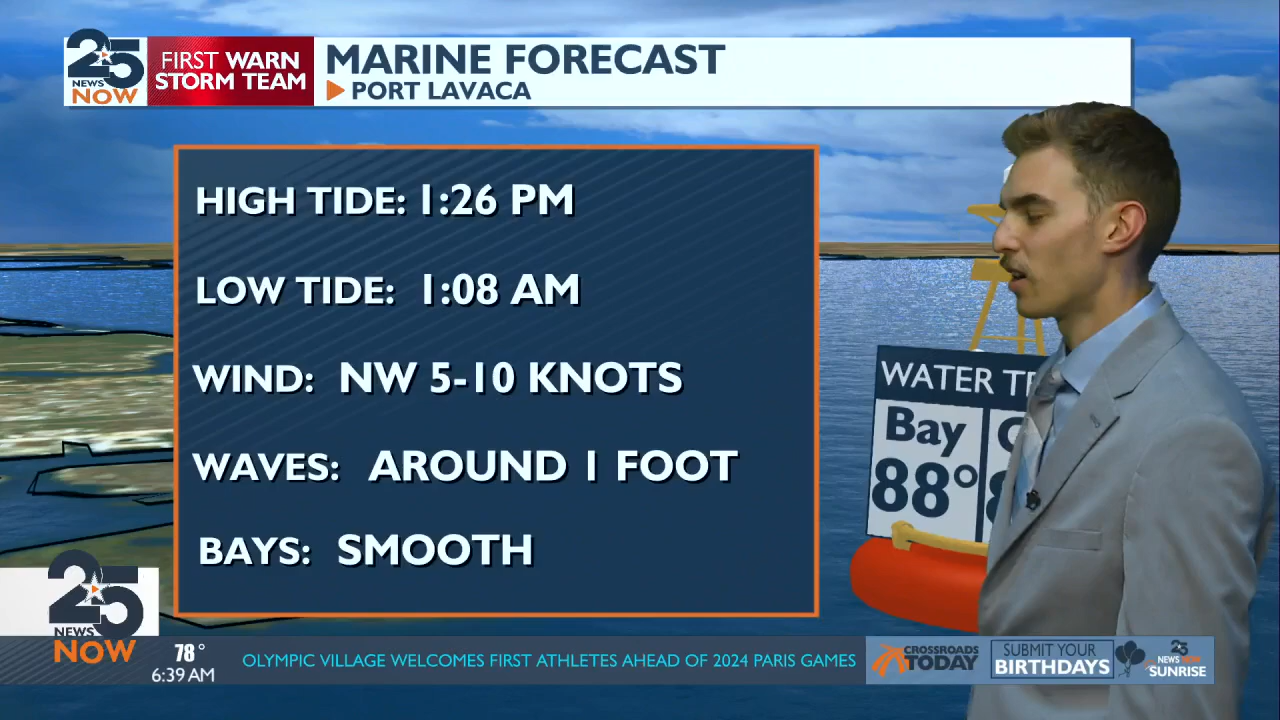 25
NEWS
NOW
FIRST WARN
STORM TEAM
MARINE FORECAST
PORT LAVACA
HIGH TIDE: 1:26 PM
LOW TIDE: 1:08 AM
WIND: NW 5-10 KNOTS
WAVES: AROUND 1 FOOT
BAYS: SMOOTH
WATER
Bay
88°
25
NEWS
NOW
78°
6:39 AM
OLYMPIC VILLAGE WELCOMES FIRST ATHLETES AHEAD OF 2024 PARIS GAMES
CROSSROADS
TODAY
SUBMIT YOUR
BIRTHDAYS
25
NEWS NOW
SUNRISE